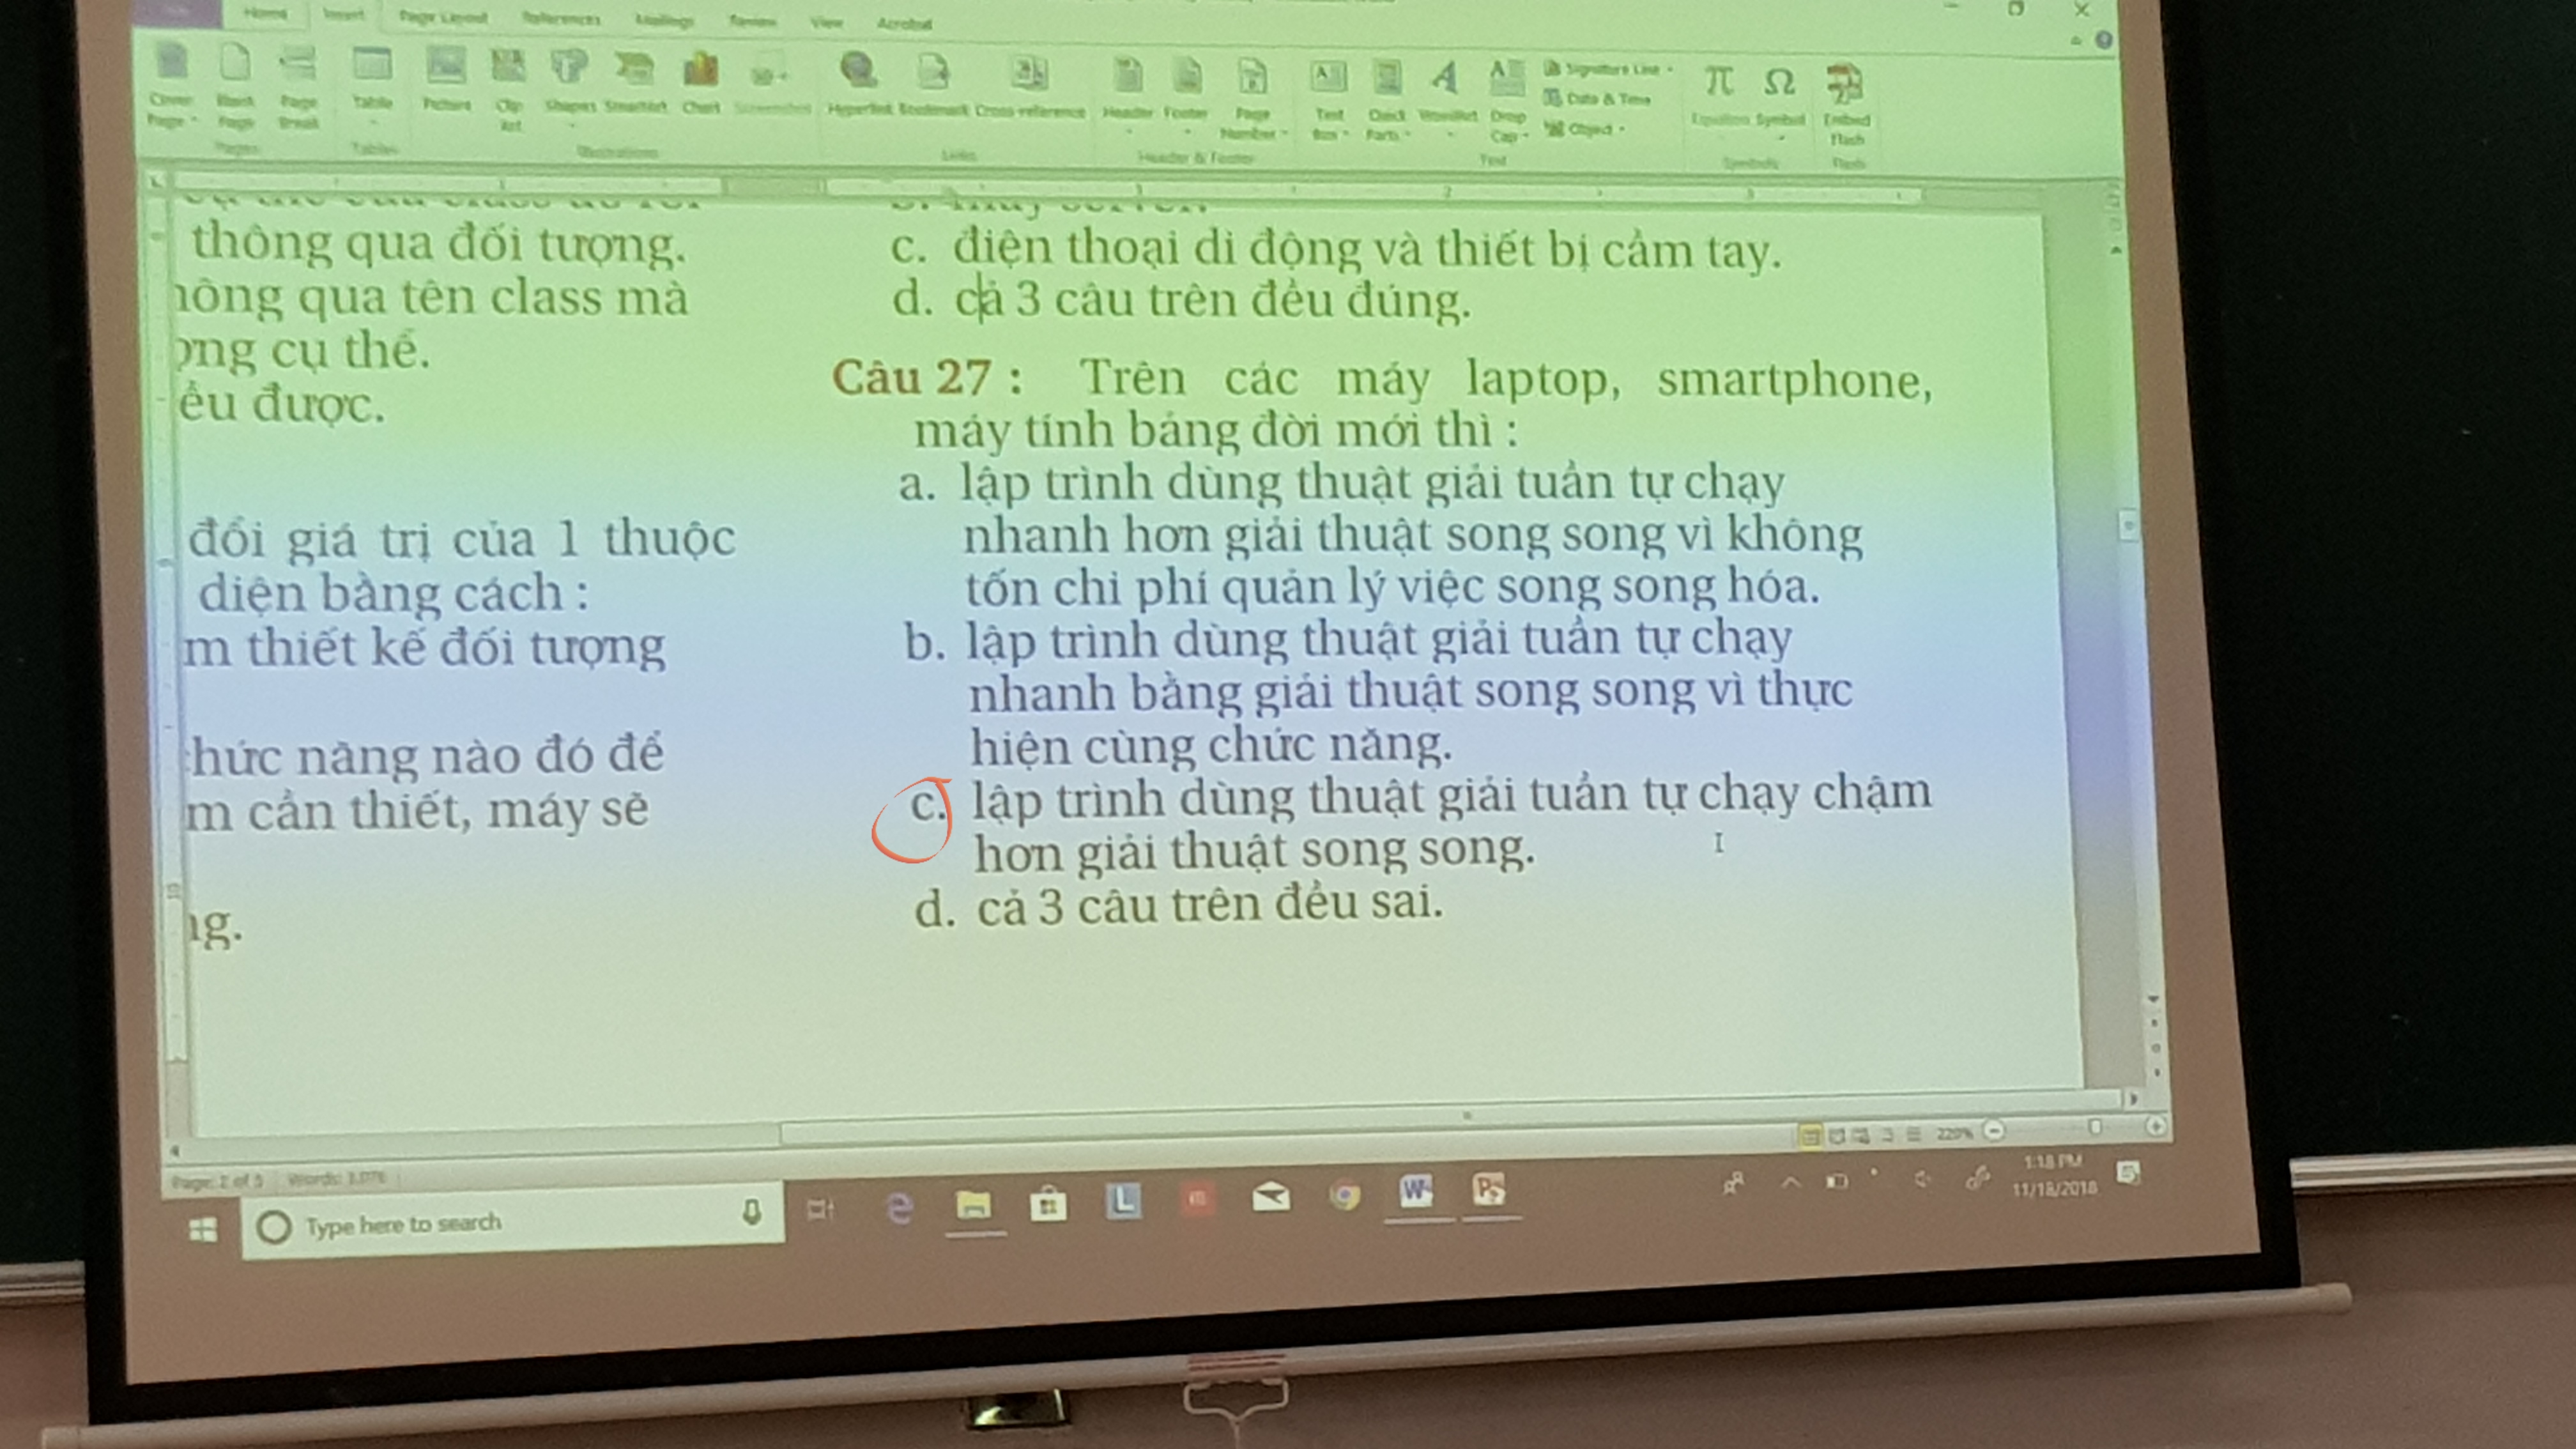 Home Insert Page Layout References Mailings Review View Acrobat
Cover Page Blank Page Page Break Table Picture Clip Art Shapes SmartArt Chart Screenshot Hyperlink Bookmark Cross-reference Header Footer Page Number Text Box Quick Parts WordArt Drop Cap Signature Line Date & Time Object Equation Symbol Embed Flash
Pages Tables Illustrations Links Header & Footer Text Symbols Flash
thông qua đối tượng.
hông qua tên class mà
ợng cụ thể.
ều được.
đổi giá trị của 1 thuộc
diện bằng cách :
m thiết kế đối tượng
chức năng nào đó để
m cần thiết, máy sẽ
ng.
c. điện thoại di động và thiết bị cầm tay.
d. cả 3 câu trên đều đúng.
Câu 27 : Trên các máy laptop, smartphone,
máy tính bảng đời mới thì :
a. lập trình dùng thuật giải tuần tự chạy
nhanh hơn giải thuật song song vì không
tốn chi phí quản lý việc song song hóa.
b. lập trình dùng thuật giải tuần tự chạy
nhanh bằng giải thuật song song vì thực
hiện cùng chức năng.
c. lập trình dùng thuật giải tuần tự chạy chậm
hơn giải thuật song song.
d. cả 3 câu trên đều sai.
Page: 2 of 5 Words: 220%
Type here to search
1:18 PM
11/18/2018